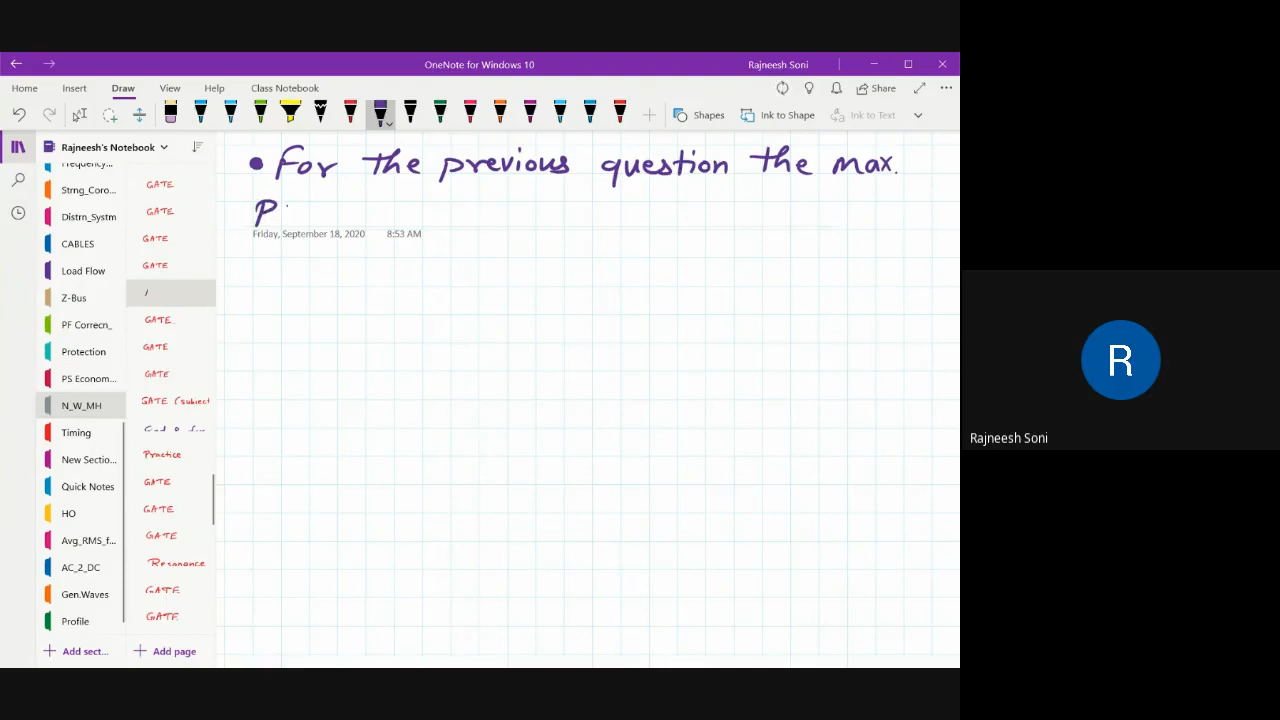 OneNote for Windows 10
Rajneesh Soni
Home Insert Draw View Help Class Notebook
Share
Shapes Ink to Shape Ink to Text
Rajneesh's Notebook
Frequency...
Strng_Coro...
Distrn_Systm
CABLES
Load Flow
Z-Bus
PF Correcn_
Protection
PS Econom...
N_W_MH
Timing
New Sectio...
Quick Notes
HO
Avg_RMS_f...
AC_2_DC
Gen.Waves
Profile
Add sect...
GATE
GATE
GATE
GATE
GATE
GATE
GATE
GATE (subject
Practice
GATE
GATE
GATE
Resonance
GATE
GATE
Add page
• For the previous question the max.
P
Friday, September 18, 2020 8:53 AM
R
Rajneesh Soni